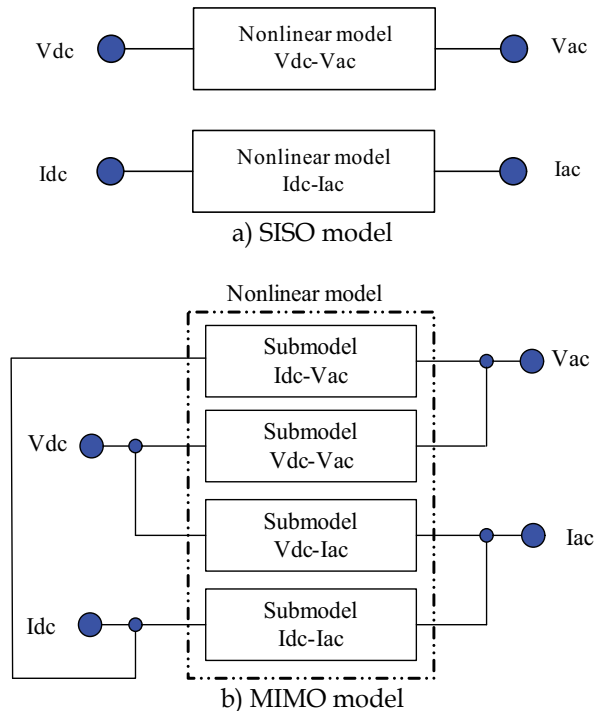 Vdc
Nonlinear model
Vdc-Vac
Vac
Idc
Nonlinear model
Idc-Iac
Iac
a) SISO model
Nonlinear model
Submodel
Idc-Vac
Vac
Vdc
Submodel
Vdc-Vac
Submodel
Vdc-Iac
Iac
Idc
Submodel
Idc-Iac
b) MIMO model